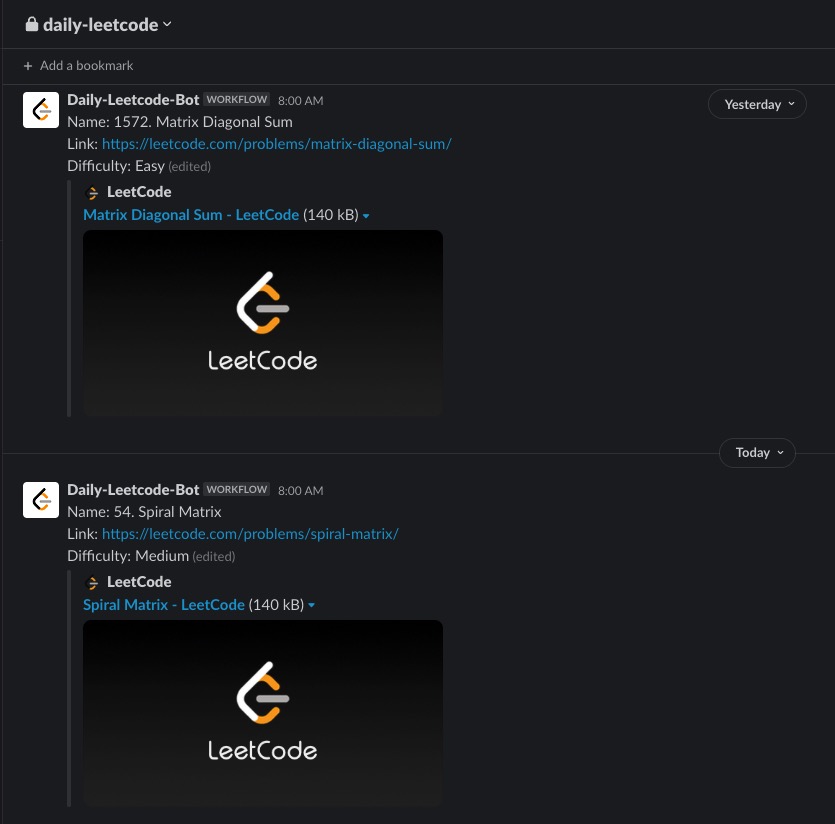 daily-leetcode
+ Add a bookmark
Yesterday
Daily-Leetcode-Bot WORKFLOW 8:00 AM
Name: 1572. Matrix Diagonal Sum
Link: https://leetcode.com/problems/matrix-diagonal-sum/
Difficulty: Easy (edited)
LeetCode
Matrix Diagonal Sum - LeetCode (140 kB)
LeetCode
Today
Daily-Leetcode-Bot WORKFLOW 8:00 AM
Name: 54. Spiral Matrix
Link: https://leetcode.com/problems/spiral-matrix/
Difficulty: Medium (edited)
LeetCode
Spiral Matrix - LeetCode (140 kB)
LeetCode